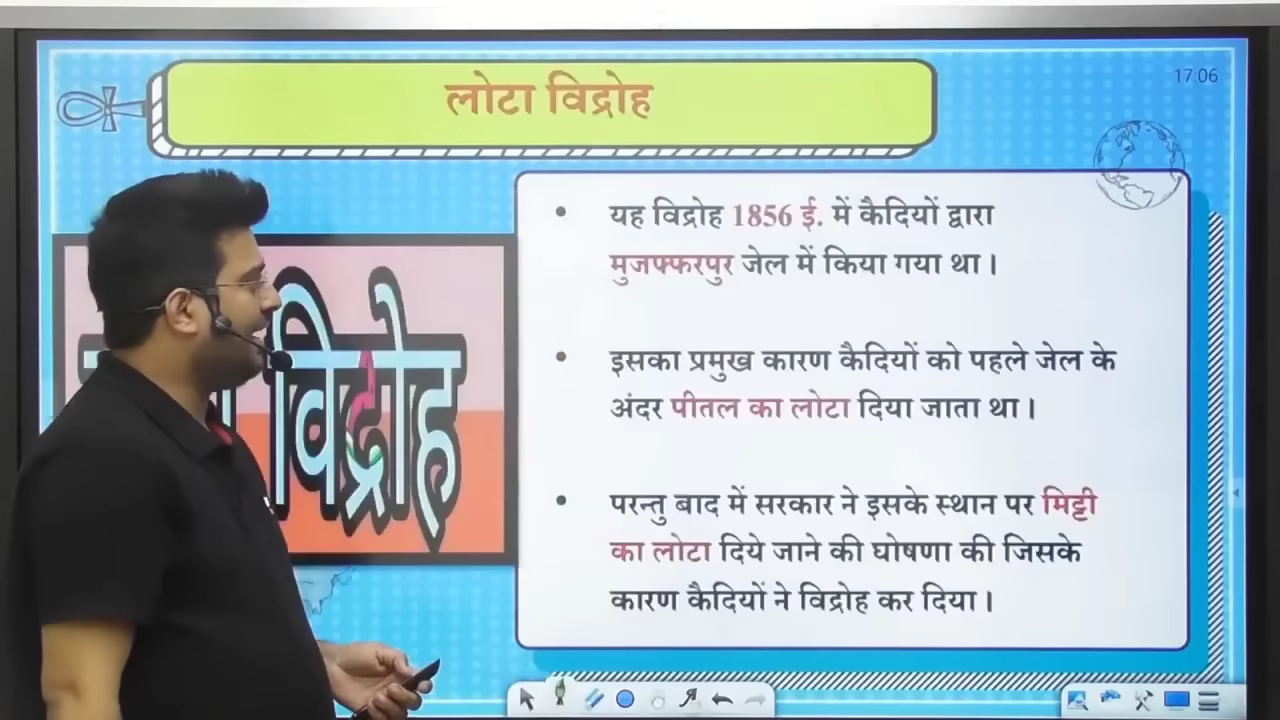 लोटा विद्रोह
17:06
यह विद्रोह 1856 ई. में कैदियों द्वारा
मुजफ्फरपुर जेल में किया गया था।
इसका प्रमुख कारण कैदियों को पहले जेल के
अंदर पीतल का लोटा दिया जाता था।
परन्तु बाद में सरकार ने इसके स्थान पर मिट्टी
का लोटा दिये जाने की घोषणा की जिसके
कारण कैदियों ने विद्रोह कर दिया।
विद्रोह